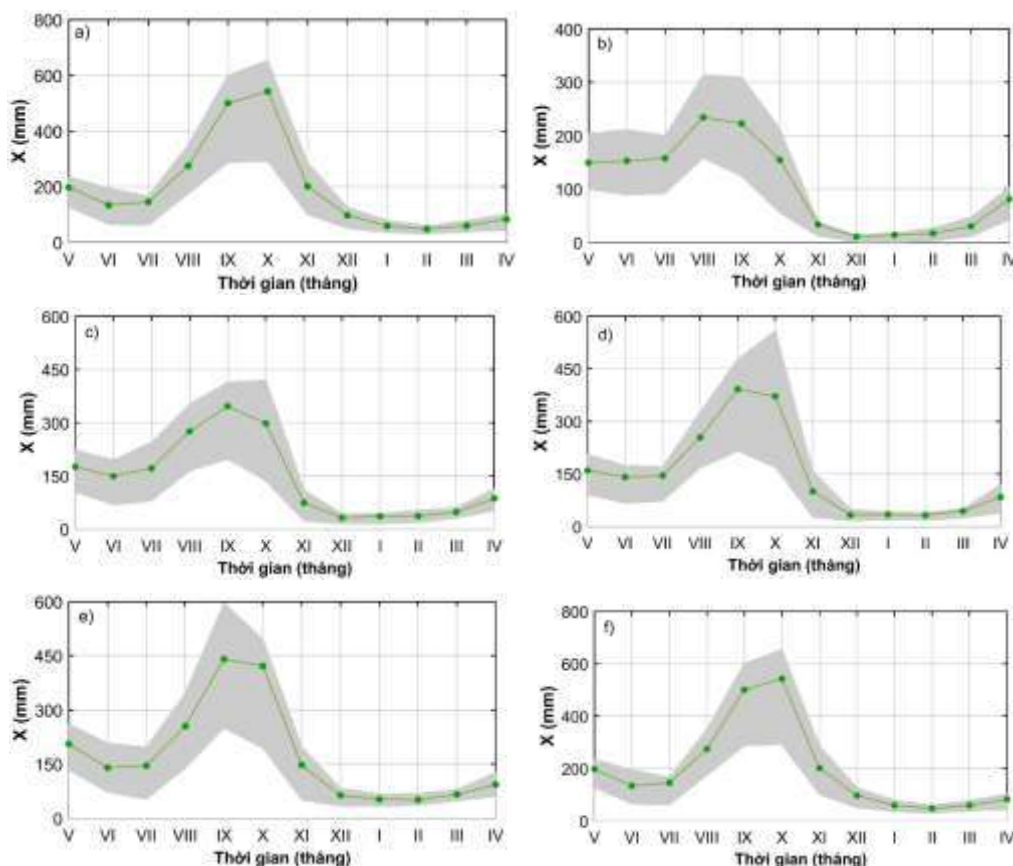 a)
X (mm)
800
600
400
200
0
V VI VII VIII IX X XI XII I II III IV
Thời gian (tháng)
b)
X (mm)
400
300
200
100
0
V VI VII VIII IX X XI XII I II III IV
Thời gian (tháng)
c)
X (mm)
600
450
300
150
0
V VI VII VIII IX X XI XII I II III IV
Thời gian (tháng)
d)
X (mm)
600
450
300
150
0
V VI VII VIII IX X XI XII I II III IV
Thời gian (tháng)
e)
X (mm)
600
450
300
150
0
V VI VII VIII IX X XI XII I II III IV
Thời gian (tháng)
f)
X (mm)
800
600
400
200
0
V VI VII VIII IX X XI XII I II III IV
Thời gian (tháng)